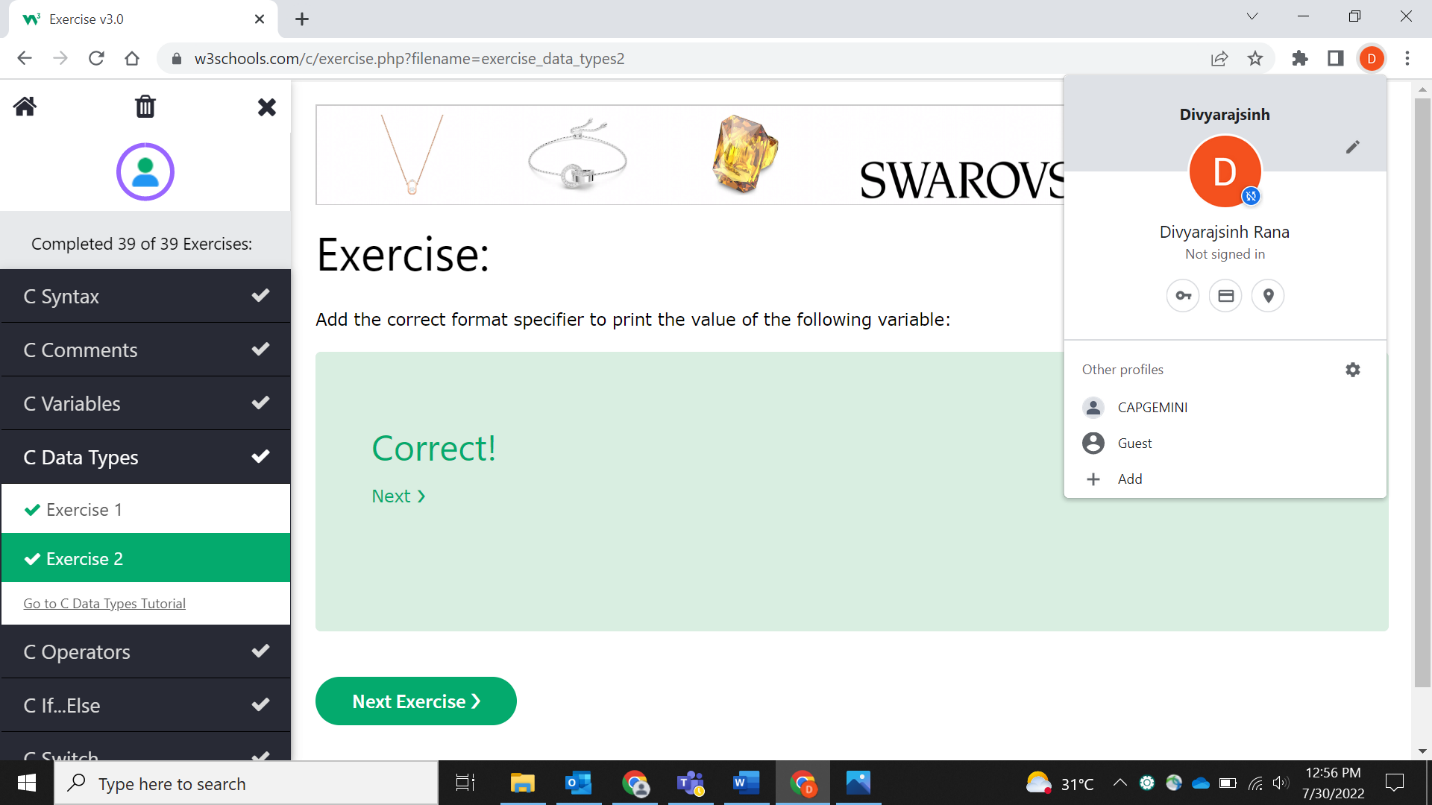 Exercise v3.0
w3schools.com/c/exercise.php?filename=exercise_data_types2
D
Completed 39 of 39 Exercises:
C Syntax
C Comments
C Variables
C Data Types
Exercise 1
Exercise 2
Go to C Data Types Tutorial
C Operators
C If...Else
C Switch
SWAROVS
Exercise:
Add the correct format specifier to print the value of the following variable:
Correct!
Next ❯
Next Exercise ❯
Divyarajsinh
D
Divyarajsinh Rana
Not signed in
Other profiles
CAPGEMINI
Guest
Add
Type here to search
31°C
12:56 PM
7/30/2022